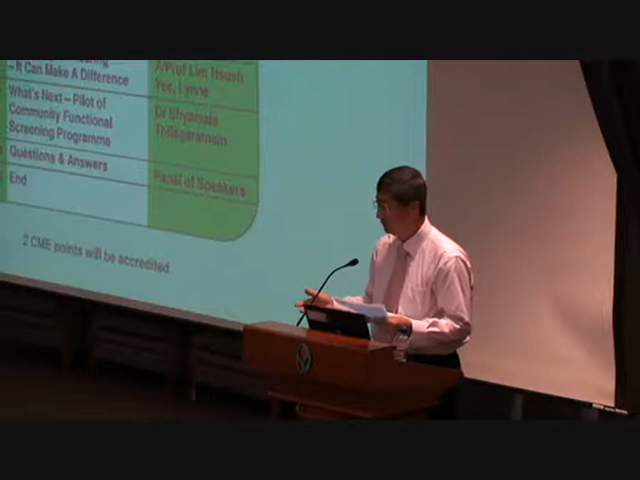 – It Can Make A Difference
A/Prof Lim Hsueh
Yee, Lynne
What's Next – Pilot of
Community Functional
Screening Programme
Dr Shyamala
Thilagaratnam
Questions & Answers
Panel of Speakers
End
2 CME points will be accredited